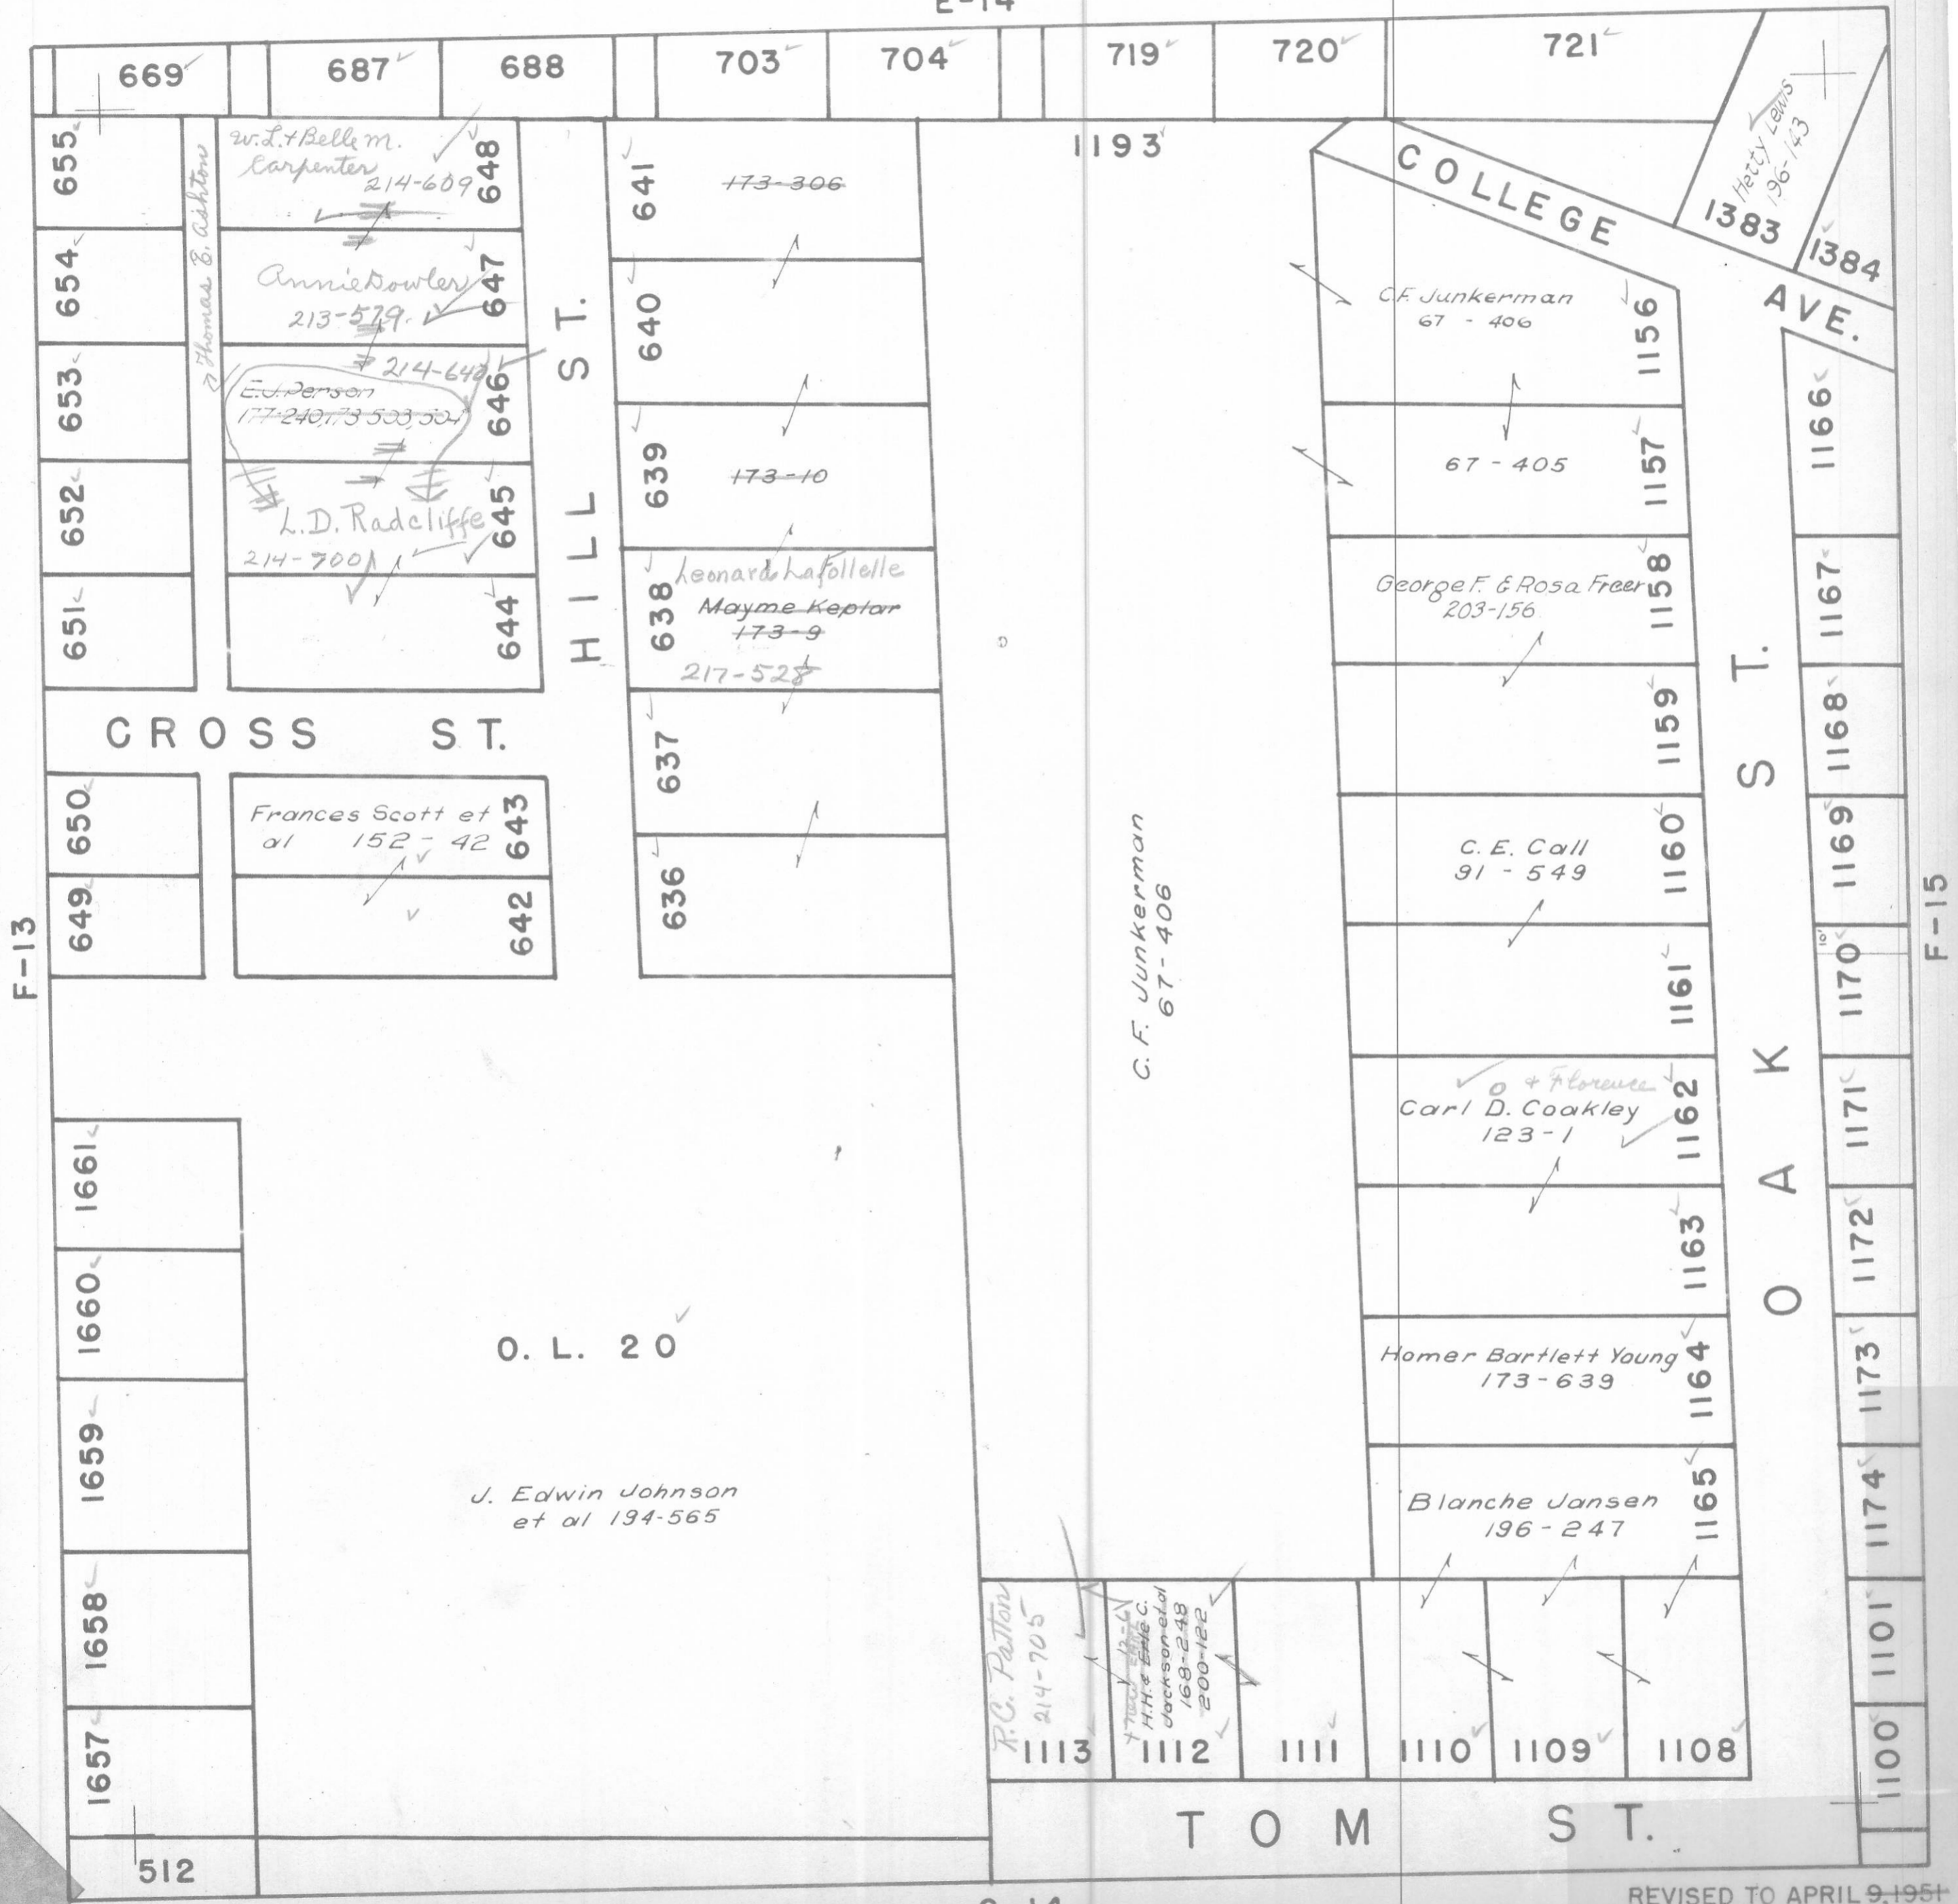 E-14
669
687
688
703
704
719
720
721
655
Thomas E. Ashton
W.L. + Belle M.
Carpenter
214-609
648
641
173-306
1193
COLLEGE
AVE.
Hetty Lewis
196-143
1383
1384
654
Annie Dowler
213-579
647
640
HILL ST.
C.F. Junkerman
67 - 406
1156
1166
653
214-642
E.J. Person
177-240, 173 503, 504
646
639
173-10
67 - 405
1157
652
L.D. Radcliffe
214-700
645
638
Leonard Lafollelle
Mayme Keplar
173-9
217-528
George F. & Rosa Freer
203-156
1158
1167
651
644
CROSS ST.
637
1159
1168
OAK ST.
650
Frances Scott et
al 152 - 42
643
C. E. Call
91 - 549
1160
1169
649
642
636
F-13
C. F. Junkerman
67 - 406
F-15
1161
10'
1170
+ Florence
Carl D. Coakley
123-1
1162
1171
1661
1163
1172
1660
O. L. 20
Homer Bartlett Young
173-639
1164
1173
1659
J. Edwin Johnson
et al 194-565
Blanche Jansen
196 - 247
1165
1174
1658
R.C. Patton
214-705
1113
H.H. & Effie C.
Jackson et al
168-248
200-122
1112
1111
1110
1109
1108
1101
1657
1100
TOM ST.
512
REVISED TO APRIL 9, 1951